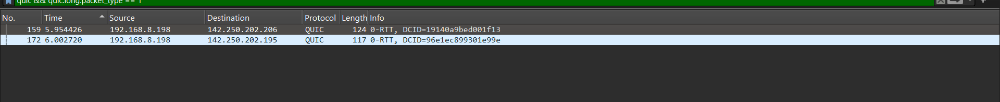 quic && quic.long.packet_type == 1
No. Time Source Destination Protocol Length Info
159 5.954426 192.168.8.198 142.250.202.206 QUIC 124 0-RTT, DCID=19140a9bed001f13
172 6.002720 192.168.8.198 142.250.202.195 QUIC 117 0-RTT, DCID=96e1ec899301e99e